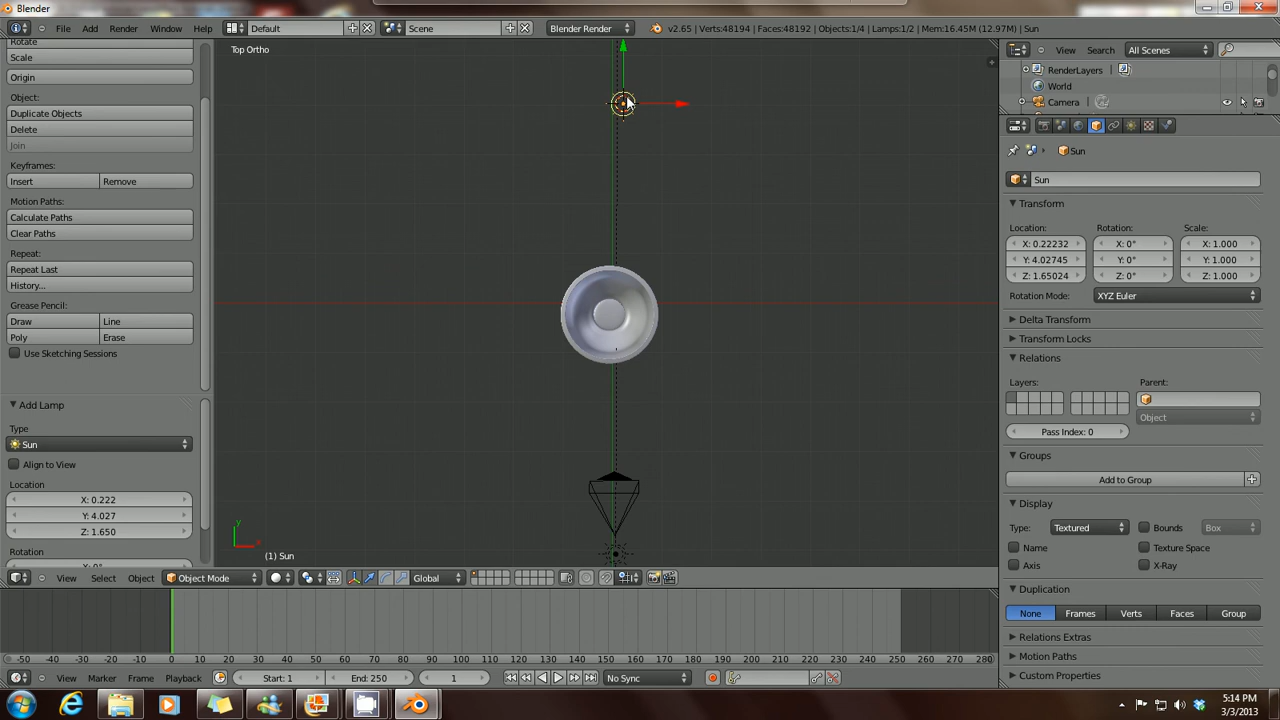 Blender
File Add Render Window Help Default Scene Blender Render v2.65 | Verts:48194 | Faces:48192 | Objects:1/4 | Lamps:1/2 | Mem:16.45M (12.97M) | Sun
Rotate
Scale
Origin
Object:
Duplicate Objects
Delete
Join
Keyframes:
Insert Remove
Motion Paths:
Calculate Paths
Clear Paths
Repeat:
Repeat Last
History...
Grease Pencil:
Draw Line
Poly Erase
Use Sketching Sessions
Add Lamp
Type
Sun
Align to View
Location
X: 0.222
Y: 4.027
Z: 1.650
Rotation
Top Ortho
y
x
(1) Sun
View Select Object Object Mode Global
View Search All Scenes
RenderLayers
World
Camera
Sun
Sun
Transform
Location: Rotation: Scale:
X: 0.22232 X: 0° X: 1.000
Y: 4.02745 Y: 0° Y: 1.000
Z: 1.65024 Z: 0° Z: 1.000
Rotation Mode: XYZ Euler
Delta Transform
Transform Locks
Relations
Layers: Parent:
Object
Pass Index: 0
Groups
Add to Group
Display
Type: Textured Bounds Box
Name Texture Space
Axis X-Ray
Duplication
None Frames Verts Faces Group
Relations Extras
Motion Paths
Custom Properties
-50 -40 -30 -20 -10 0 10 20 30 40 50 60 70 80 90 100 110 120 130 140 150 160 170 180 190 200 210 220 230 240 250 260 270 280
View Marker Frame Playback Start: 1 End: 250 1 No Sync
5:14 PM
3/3/2013